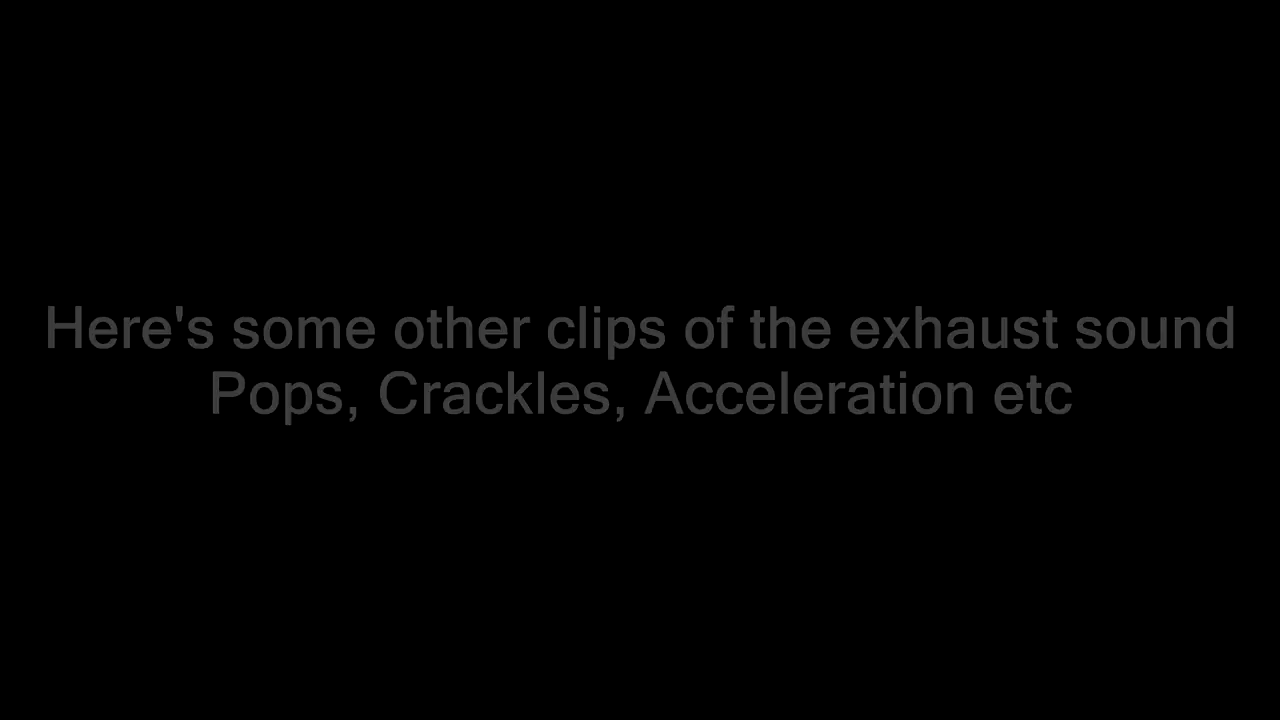 Here's some other clips of the exhaust sound
Pops, Crackles, Acceleration etc